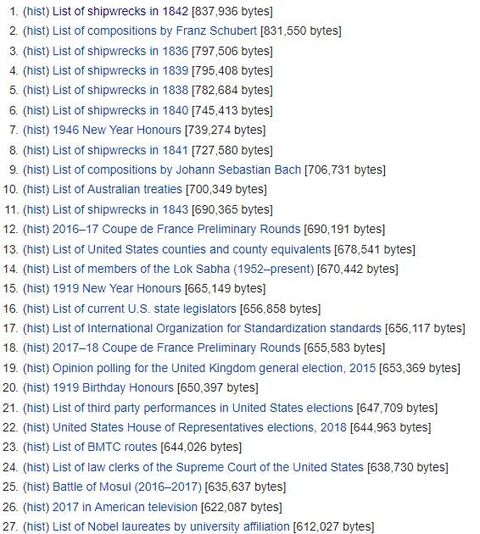 1. (hist) List of shipwrecks in 1842 [837,936 bytes]
2. (hist) List of compositions by Franz Schubert [831,550 bytes]
3. (hist) List of shipwrecks in 1836 [797,506 bytes]
4. (hist) List of shipwrecks in 1839 [795,408 bytes]
5. (hist) List of shipwrecks in 1838 [782,684 bytes]
6. (hist) List of shipwrecks in 1840 [745,413 bytes]
7. (hist) 1946 New Year Honours [739,274 bytes]
8. (hist) List of shipwrecks in 1841 [727,580 bytes]
9. (hist) List of compositions by Johann Sebastian Bach [706,731 bytes]
10. (hist) List of Australian treaties [700,349 bytes]
11. (hist) List of shipwrecks in 1843 [690,365 bytes]
12. (hist) 2016–17 Coupe de France Preliminary Rounds [690,191 bytes]
13. (hist) List of United States counties and county equivalents [678,541 bytes]
14. (hist) List of members of the Lok Sabha (1952–present) [670,442 bytes]
15. (hist) 1919 New Year Honours [665,149 bytes]
16. (hist) List of current U.S. state legislators [656,858 bytes]
17. (hist) List of International Organization for Standardization standards [656,117 bytes]
18. (hist) 2017–18 Coupe de France Preliminary Rounds [655,583 bytes]
19. (hist) Opinion polling for the United Kingdom general election, 2015 [653,369 bytes]
20. (hist) 1919 Birthday Honours [650,397 bytes]
21. (hist) List of third party performances in United States elections [647,709 bytes]
22. (hist) United States House of Representatives elections, 2018 [644,963 bytes]
23. (hist) List of BMTC routes [644,026 bytes]
24. (hist) List of law clerks of the Supreme Court of the United States [638,730 bytes]
25. (hist) Battle of Mosul (2016–2017) [635,637 bytes]
26. (hist) 2017 in American television [622,087 bytes]
27. (hist) List of Nobel laureates by university affiliation [612,027 bytes]